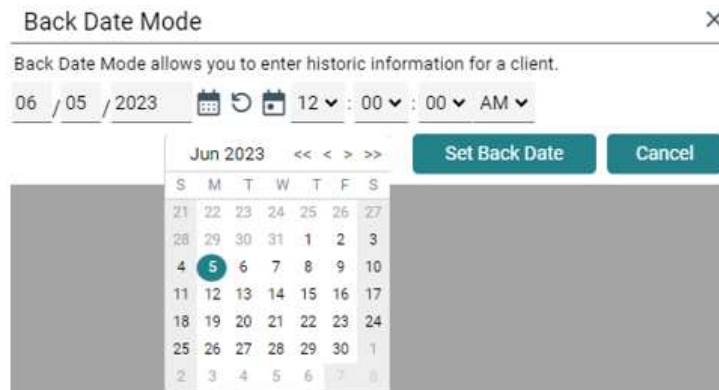 Back Date Mode ×
Back Date Mode allows you to enter historic information for a client.
06 / 05 / 2023 12 : 00 : 00 AM
Jun 2023 << < > >> Set Back Date Cancel
S M T W T F S
21 22 23 24 25 26 27
28 29 30 31 1 2 3
4 5 6 7 8 9 10
11 12 13 14 15 16 17
18 19 20 21 22 23 24
25 26 27 28 29 30 1
2 3 4 5 6 7 8